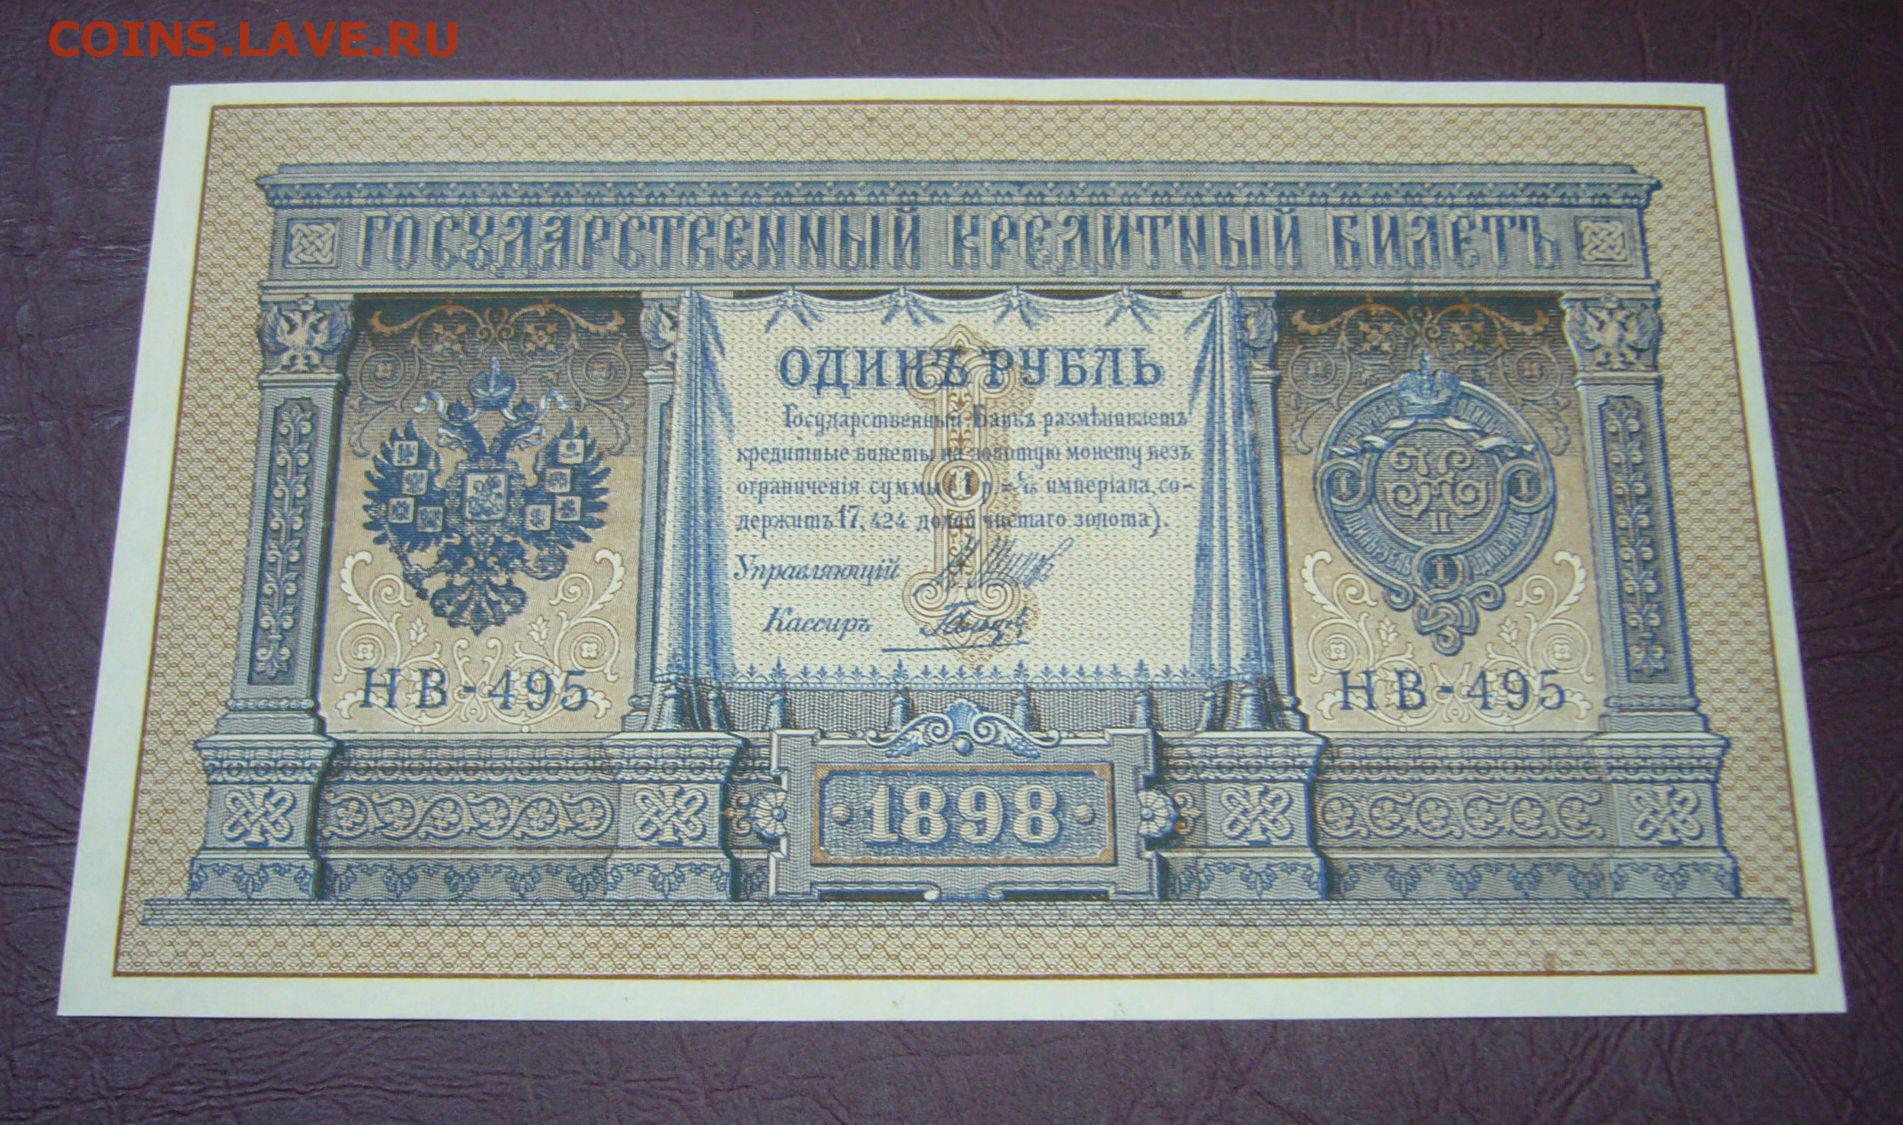 COINS.LAVE.RU
ГОСУДАРСТВЕННЫЙ КРЕДИТНЫЙ БИЛЕТЪ
ОДИНЪ РУБЛЬ
Государственный Банкъ размѣниваетъ
кредитные билеты на золотую монету безъ
ограниченія суммы (1 р.= 1/15 имперіала, со-
держитъ 17,424 долей чистаго золота).
Управляющій
Кассиръ
НВ-495
НВ-495
1898